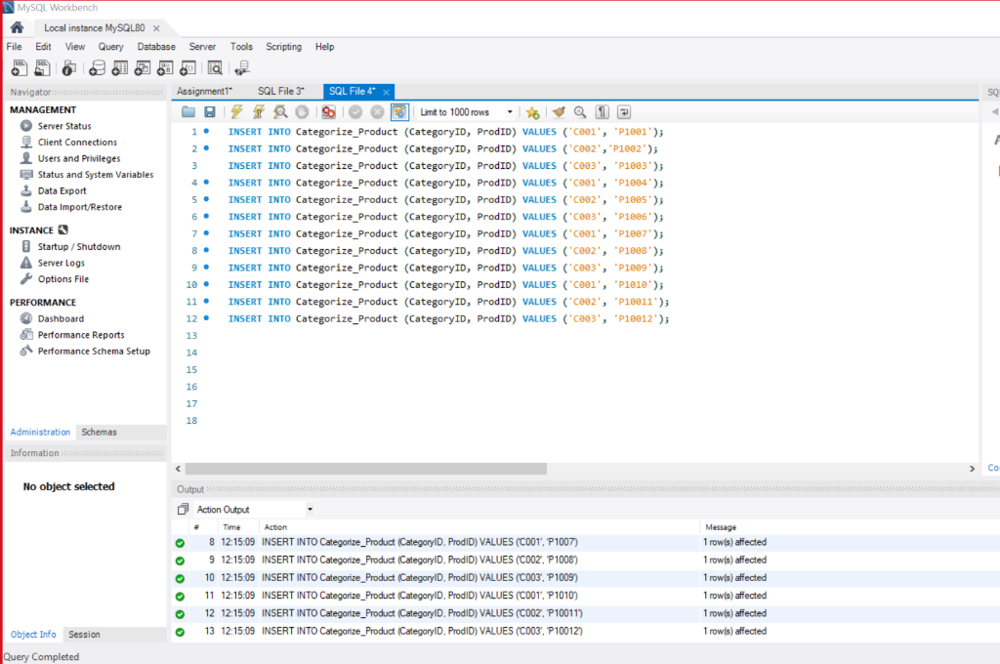 MySQL Workbench
Local instance MySQL80 ×
File Edit View Query Database Server Tools Scripting Help
Navigator
MANAGEMENT
Server Status
Client Connections
Users and Privileges
Status and System Variables
Data Export
Data Import/Restore
INSTANCE
Startup / Shutdown
Server Logs
Options File
PERFORMANCE
Dashboard
Performance Reports
Performance Schema Setup
Administration Schemas
Information
No object selected
Object Info Session
Query Completed
Assignment1* SQL File 3* SQL File 4* ×
Limit to 1000 rows
1 INSERT INTO Categorize_Product (CategoryID, ProdID) VALUES ('C001', 'P1001');
2 INSERT INTO Categorize_Product (CategoryID, ProdID) VALUES ('C002','P1002');
3 INSERT INTO Categorize_Product (CategoryID, ProdID) VALUES ('C003', 'P1003');
4 INSERT INTO Categorize_Product (CategoryID, ProdID) VALUES ('C001', 'P1004');
5 INSERT INTO Categorize_Product (CategoryID, ProdID) VALUES ('C002', 'P1005');
6 INSERT INTO Categorize_Product (CategoryID, ProdID) VALUES ('C003', 'P1006');
7 INSERT INTO Categorize_Product (CategoryID, ProdID) VALUES ('C001', 'P1007');
8 INSERT INTO Categorize_Product (CategoryID, ProdID) VALUES ('C002', 'P1008');
9 INSERT INTO Categorize_Product (CategoryID, ProdID) VALUES ('C003', 'P1009');
10 INSERT INTO Categorize_Product (CategoryID, ProdID) VALUES ('C001', 'P1010');
11 INSERT INTO Categorize_Product (CategoryID, ProdID) VALUES ('C002', 'P10011');
12 INSERT INTO Categorize_Product (CategoryID, ProdID) VALUES ('C003', 'P10012');
13
14
15
16
17
18
Output
Action Output
# Time Action Message
8 12:15:09 INSERT INTO Categorize_Product (CategoryID, ProdID) VALUES ('C001', 'P1007') 1 row(s) affected
9 12:15:09 INSERT INTO Categorize_Product (CategoryID, ProdID) VALUES ('C002', 'P1008') 1 row(s) affected
10 12:15:09 INSERT INTO Categorize_Product (CategoryID, ProdID) VALUES ('C003', 'P1009') 1 row(s) affected
11 12:15:09 INSERT INTO Categorize_Product (CategoryID, ProdID) VALUES ('C001', 'P1010') 1 row(s) affected
12 12:15:09 INSERT INTO Categorize_Product (CategoryID, ProdID) VALUES ('C002', 'P10011') 1 row(s) affected
13 12:15:09 INSERT INTO Categorize_Product (CategoryID, ProdID) VALUES ('C003', 'P10012') 1 row(s) affected